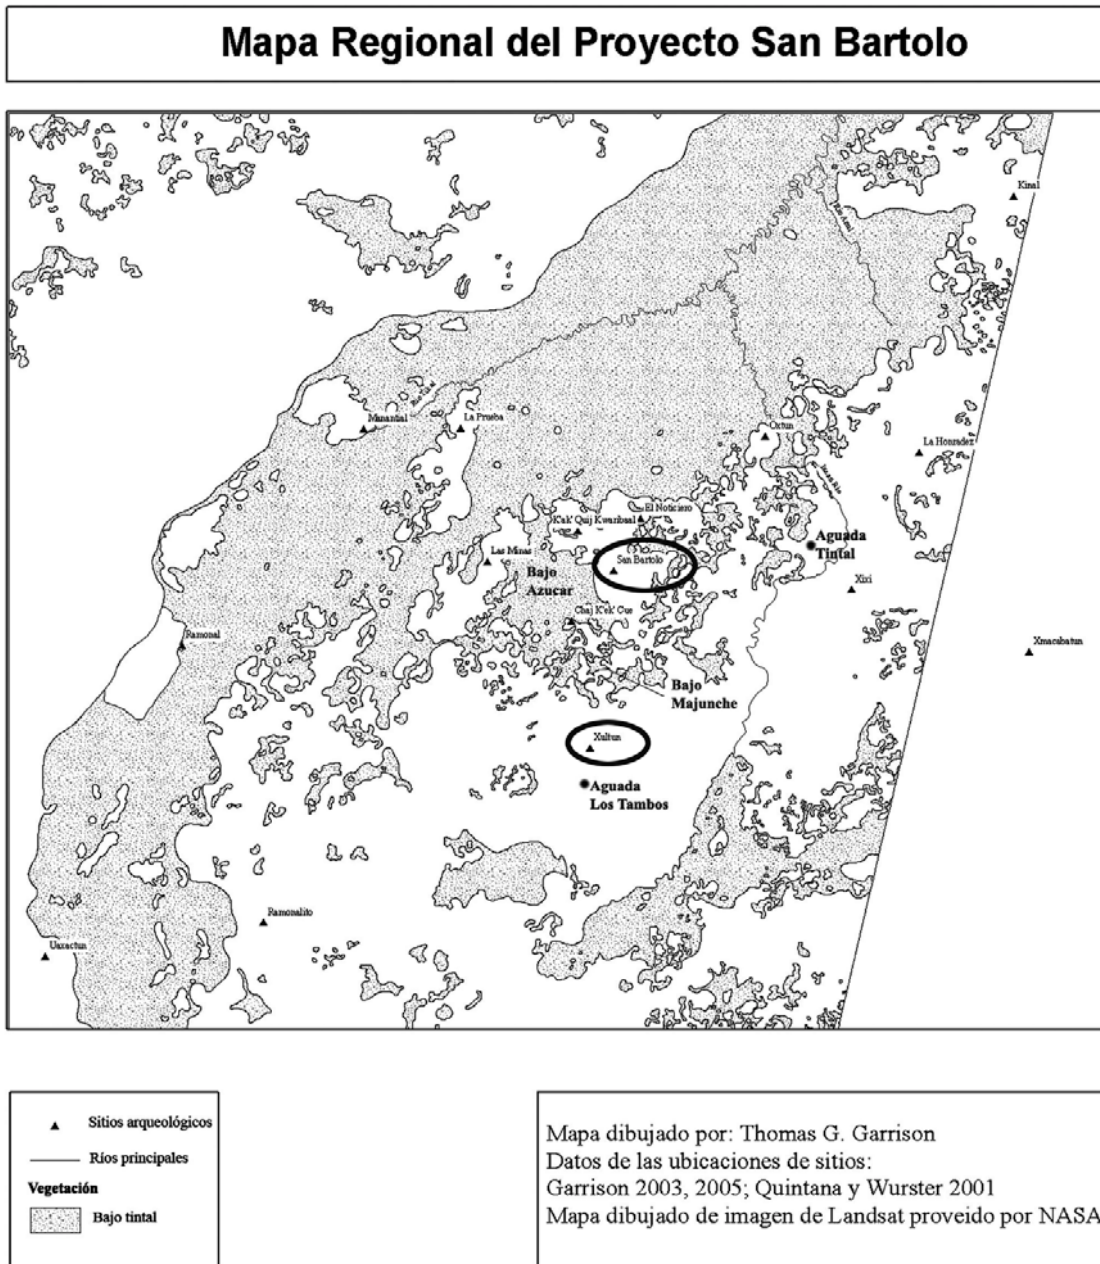 Mapa Regional del Proyecto San Bartolo
Kinal
Rio Azul
Manantial
La Prueba
Oxtun
La Honradez
El Noticiero
K'ak' Quij Kwaribaal
Aguada
Tintal
San Bartolo
Las Minas
Bajo
Azucar
Xixi
Chaj K'ek' Cue
Ramonal
Xmacabatun
Bajo
Majunche
Xultun
Aguada
Los Tambos
Ramonalito
Uaxactun
Sitios arqueológicos
Ríos principales
Vegetación
Bajo tintal
Mapa dibujado por: Thomas G. Garrison
Datos de las ubicaciones de sitios:
Garrison 2003, 2005; Quintana y Wurster 2001
Mapa dibujado de imagen de Landsat proveido por NASA